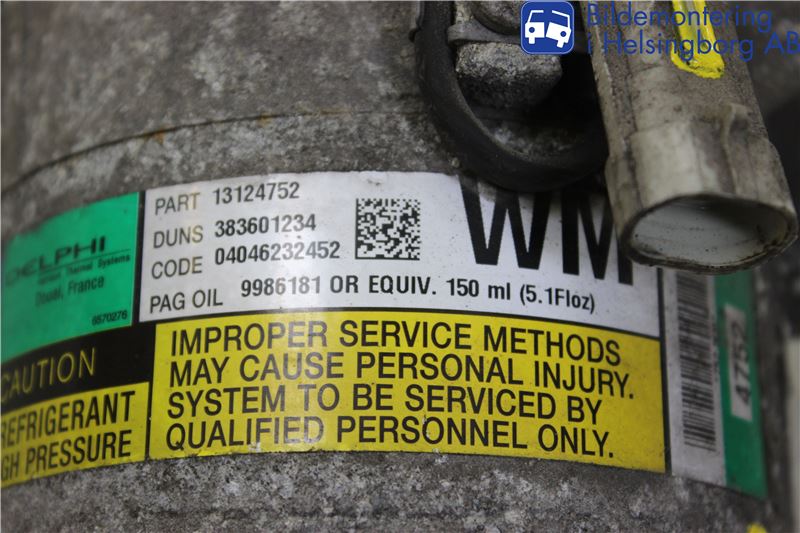 Bildemontering
i Helsingborg AB
DELPHI
Thermal Systems
Douai, France
6570276
PART 13124752
DUNS 383601234
CODE 04046232452
PAG OIL 9986181 OR EQUIV. 150 ml (5.1Floz)
WM
4752
CAUTION
REFRIGERANT
GH PRESSURE
IMPROPER SERVICE METHODS
MAY CAUSE PERSONAL INJURY.
SYSTEM TO BE SERVICED BY
QUALIFIED PERSONNEL ONLY.